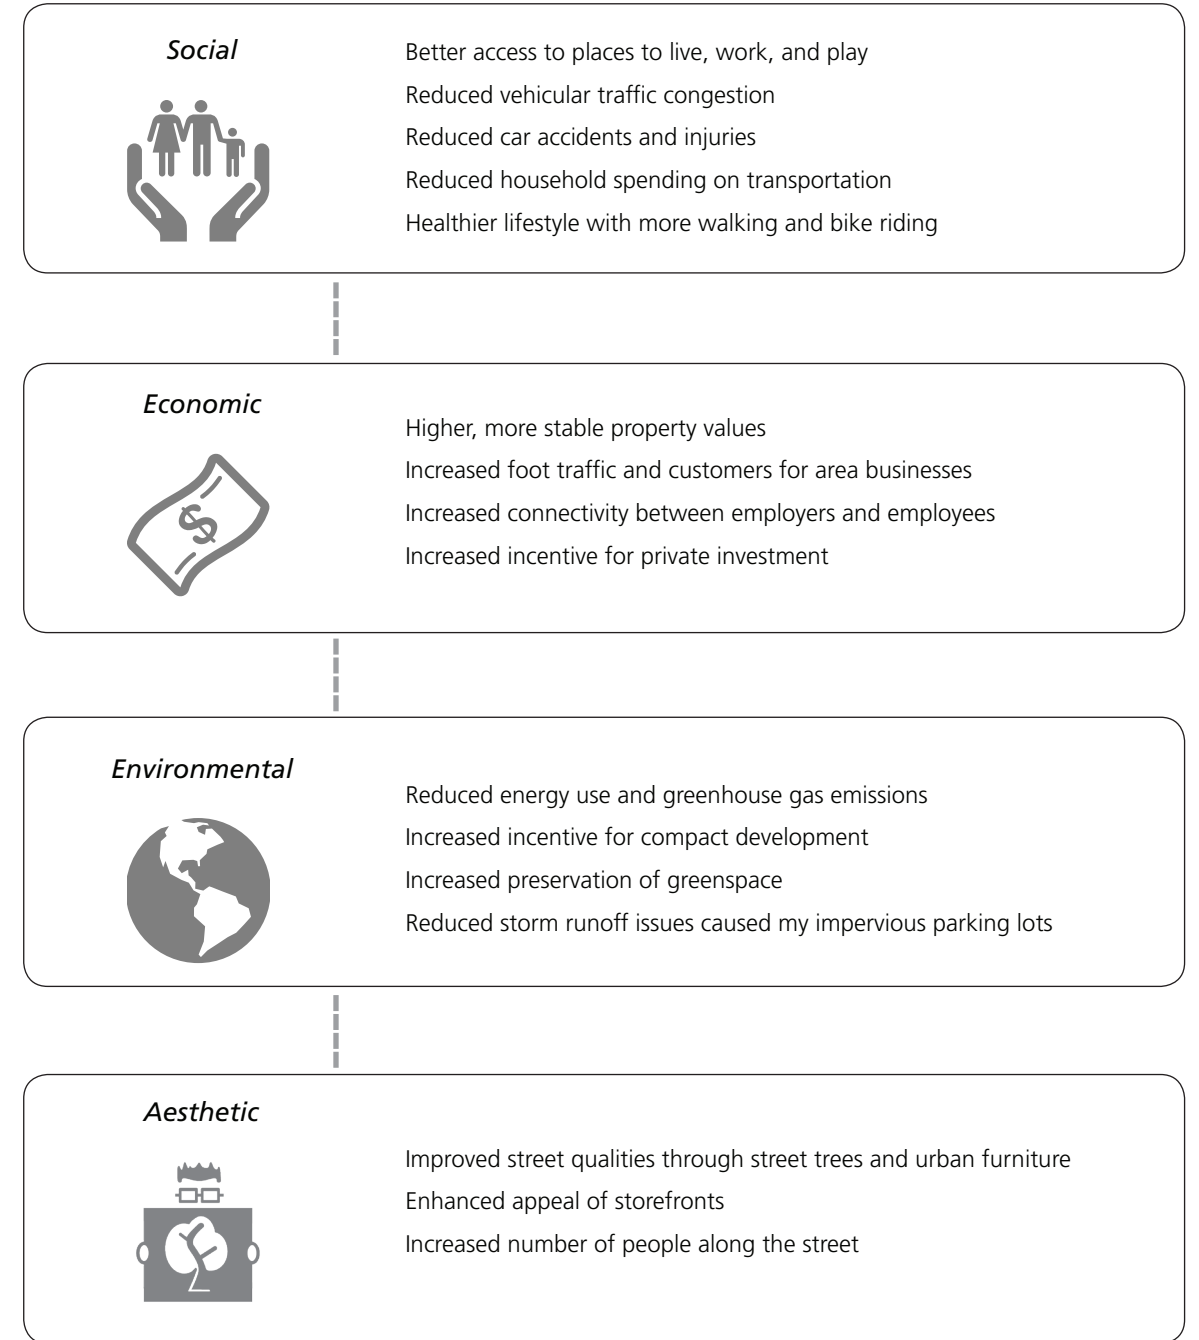 Social
Better access to places to live, work, and play
Reduced vehicular traffic congestion
Reduced car accidents and injuries
Reduced household spending on transportation
Healthier lifestyle with more walking and bike riding
Economic
$
Higher, more stable property values
Increased foot traffic and customers for area businesses
Increased connectivity between employers and employees
Increased incentive for private investment
Environmental
Reduced energy use and greenhouse gas emissions
Increased incentive for compact development
Increased preservation of greenspace
Reduced storm runoff issues caused my impervious parking lots
Aesthetic
Improved street qualities through street trees and urban furniture
Enhanced appeal of storefronts
Increased number of people along the street